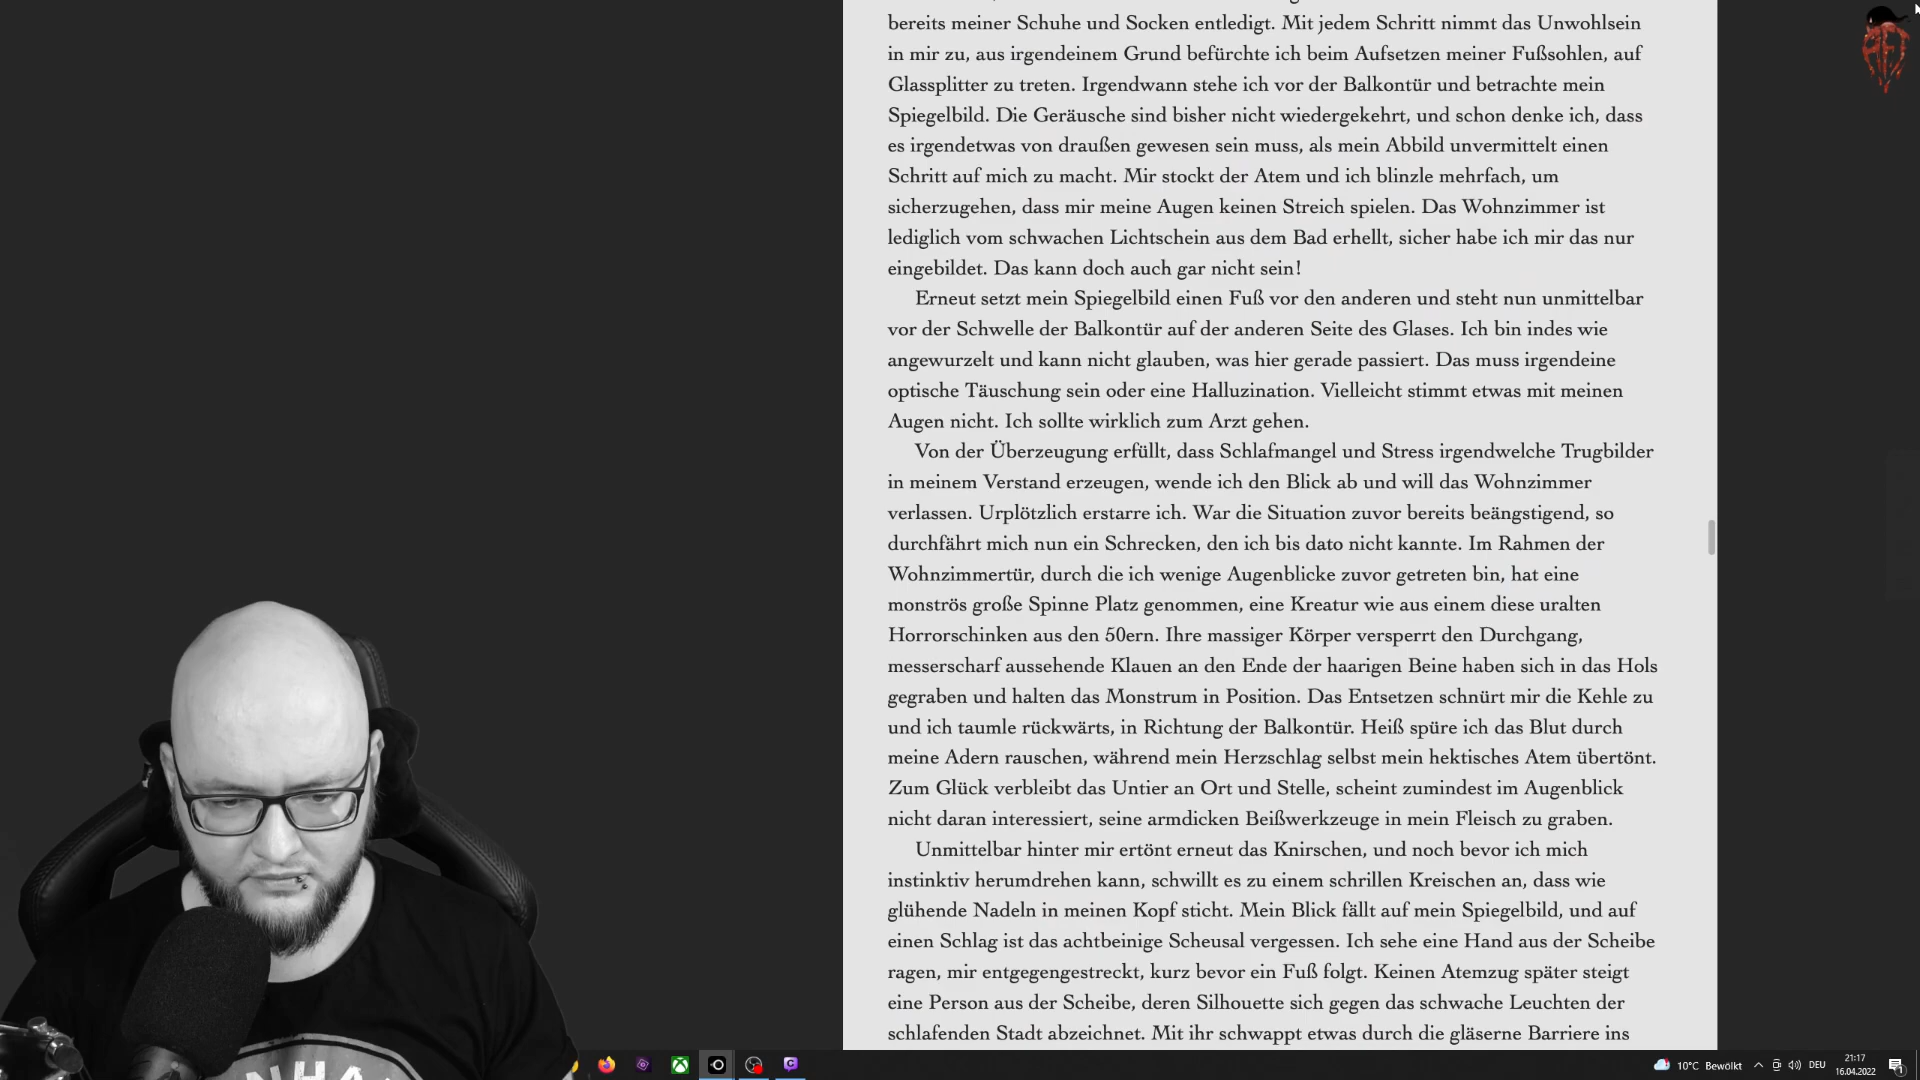 bereits meiner Schuhe und Socken entledigt. Mit jedem Schritt nimmt das Unwohlsein
in mir zu, aus irgendeinem Grund befürchte ich beim Aufsetzen meiner Fußsohlen, auf
Glassplitter zu treten. Irgendwann stehe ich vor der Balkontür und betrachte mein
Spiegelbild. Die Geräusche sind bisher nicht wiedergekehrt, und schon denke ich, dass
es irgendetwas von draußen gewesen sein muss, als mein Abbild unvermittelt einen
Schritt auf mich zu macht. Mir stockt der Atem und ich blinzle mehrfach, um
sicherzugehen, dass mir meine Augen keinen Streich spielen. Das Wohnzimmer ist
lediglich vom schwachen Lichtschein aus dem Bad erhellt, sicher habe ich mir das nur
eingebildet. Das kann doch auch gar nicht sein!
Erneut setzt mein Spiegelbild einen Fuß vor den anderen und steht nun unmittelbar
vor der Schwelle der Balkontür auf der anderen Seite des Glases. Ich bin indes wie
angewurzelt und kann nicht glauben, was hier gerade passiert. Das muss irgendeine
optische Täuschung sein oder eine Halluzination. Vielleicht stimmt etwas mit meinen
Augen nicht. Ich sollte wirklich zum Arzt gehen.
Von der Überzeugung erfüllt, dass Schlafmangel und Stress irgendwelche Trugbilder
in meinem Verstand erzeugen, wende ich den Blick ab und will das Wohnzimmer
verlassen. Urplötzlich erstarre ich. War die Situation zuvor bereits beängstigend, so
durchfährt mich nun ein Schrecken, den ich bis dato nicht kannte. Im Rahmen der
Wohnzimmertür, durch die ich wenige Augenblicke zuvor getreten bin, hat eine
monströs große Spinne Platz genommen, eine Kreatur wie aus einem diese uralten
Horrorschinken aus den 50ern. Ihre massiger Körper versperrt den Durchgang,
messerscharf aussehende Klauen an den Ende der haarigen Beine haben sich in das Hols
gegraben und halten das Monstrum in Position. Das Entsetzen schnürt mir die Kehle zu
und ich taumle rückwärts, in Richtung der Balkontür. Heiß spüre ich das Blut durch
meine Adern rauschen, während mein Herzschlag selbst mein hektisches Atem übertönt.
Zum Glück verbleibt das Untier an Ort und Stelle, scheint zumindest im Augenblick
nicht daran interessiert, seine armdicken Beißwerkzeuge in mein Fleisch zu graben.
Unmittelbar hinter mir ertönt erneut das Knirschen, und noch bevor ich mich
instinktiv herumdrehen kann, schwillt es zu einem schrillen Kreischen an, dass wie
glühende Nadeln in meinen Kopf sticht. Mein Blick fällt auf mein Spiegelbild, und auf
einen Schlag ist das achtbeinige Scheusal vergessen. Ich sehe eine Hand aus der Scheibe
ragen, mir entgegengestreckt, kurz bevor ein Fuß folgt. Keinen Atemzug später steigt
eine Person aus der Scheibe, deren Silhouette sich gegen das schwache Leuchten der
schlafenden Stadt abzeichnet. Mit ihr schwappt etwas durch die gläserne Barriere ins
10°C Bewölkt
DEU
21:17
16.04.2022